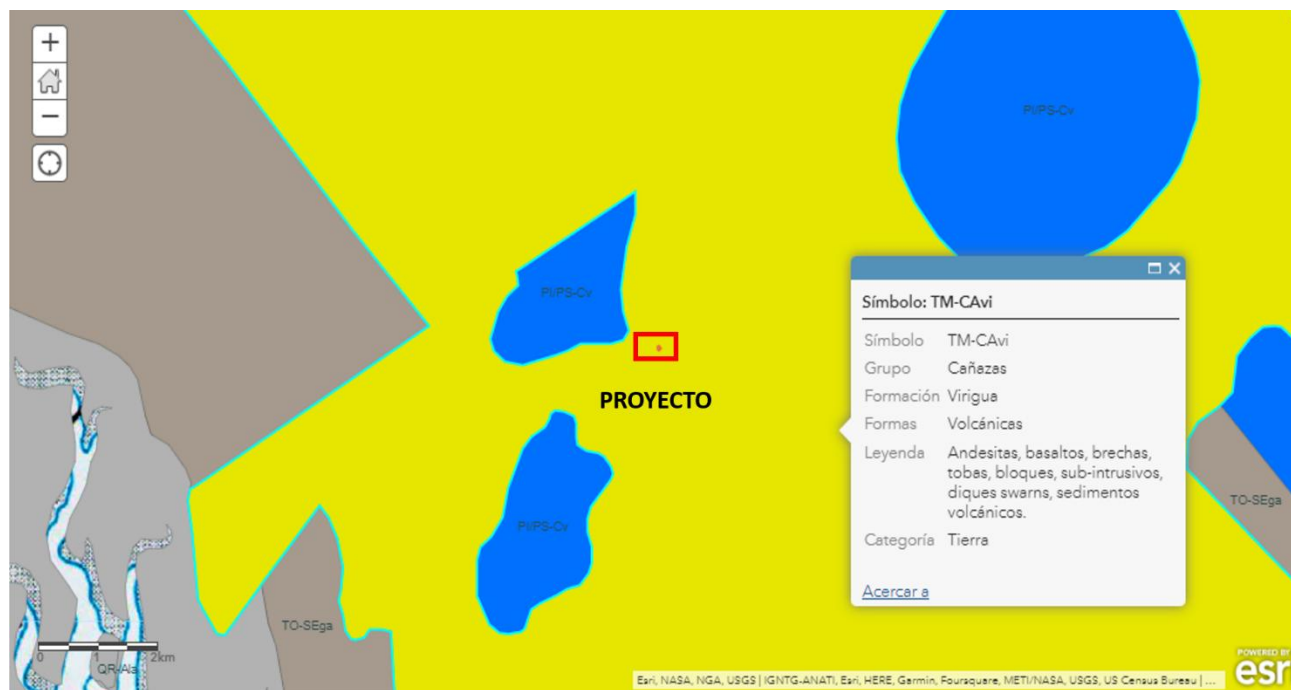 +
−
PI/PS-Cv
PI/PS-Cv
PROYECTO
PI/PS-Cv
Símbolo: TM-CAvi
Símbolo TM-CAvi
Grupo Cañazas
Formación Virigua
Formas Volcánicas
Leyenda Andesitas, basaltos, brechas,
tobas, bloques, sub-intrusivos,
diques swarns, sedimentos
volcánicos.
Categoría Tierra
Acercar a
TO-SEga
TO-SEga
0 1 2km
QR-Ala
Esri, NASA, NGA, USGS | IGNTG-ANATI, Esri, HERE, Garmin, Foursquare, METI/NASA, USGS, US Census Bureau | ...
POWERED BY
esri